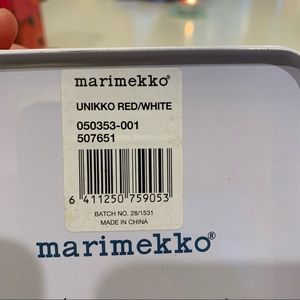 marimekko®
UNIKKO RED/WHITE
050353-001
507651
6 411250 759053
BATCH NO. 28/1531
MADE IN CHINA
marimekko®